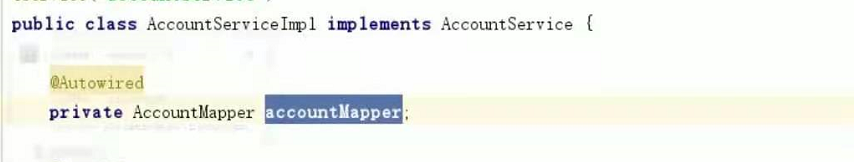 public class AccountServiceImpl implements AccountService {
@Autowired
private AccountMapper accountMapper;